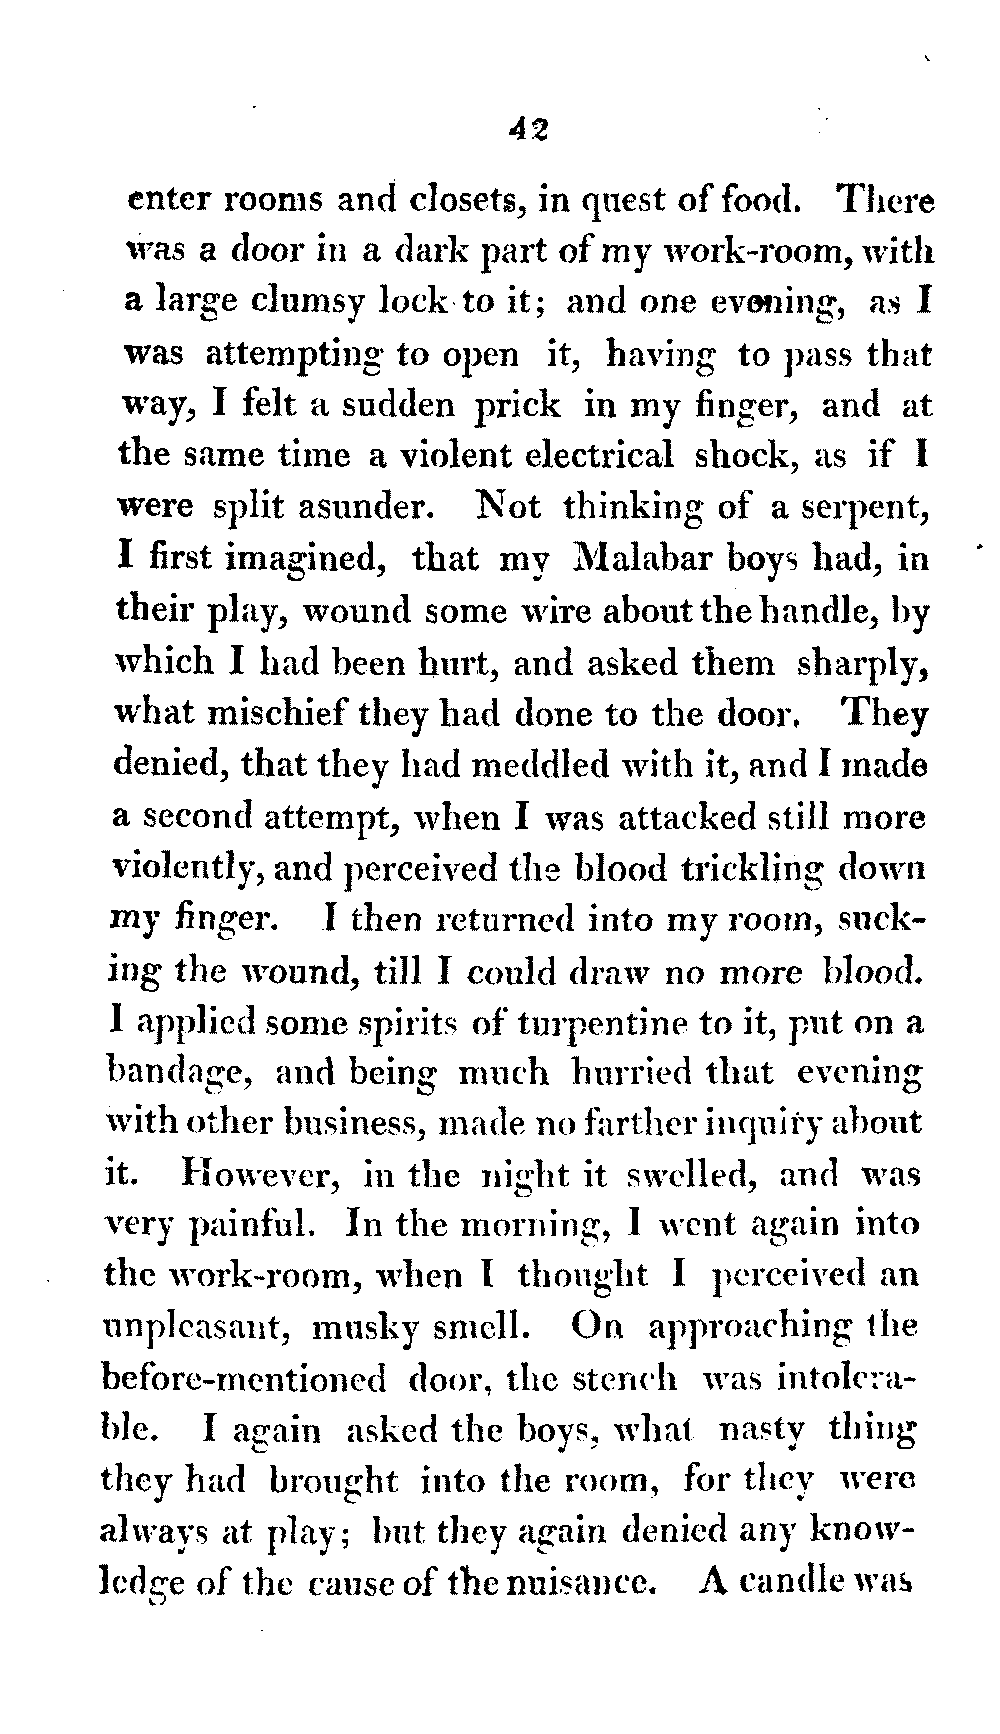 42
enter rooms and closets, in quest of food. There
was a door in a dark part of my work-room, with
a large clumsy lock to it; and one evening, as I
was attempting to open it, having to pass that
way, I felt a sudden prick in my finger, and at
the same time a violent electrical shock, as if I
were split asunder. Not thinking of a serpent,
I first imagined, that my Malabar boys had, in
their play, wound some wire about the handle, by
which I had been hurt, and asked them sharply,
what mischief they had done to the door. They
denied, that they had meddled with it, and I made
a second attempt, when I was attacked still more
violently, and perceived the blood trickling down
my finger. I then returned into my room, suck-
ing the wound, till I could draw no more blood.
I applied some spirits of turpentine to it, put on a
bandage, and being much hurried that evening
with other business, made no farther inquiry about
it. However, in the night it swelled, and was
very painful. In the morning, I went again into
the work-room, when I thought I perceived an
unpleasant, musky smell. On approaching the
before-mentioned door, the stench was intolera-
ble. I again asked the boys, what nasty thing
they had brought into the room, for they were
always at play; but they again denied any know-
ledge of the cause of the nuisance. A candle was